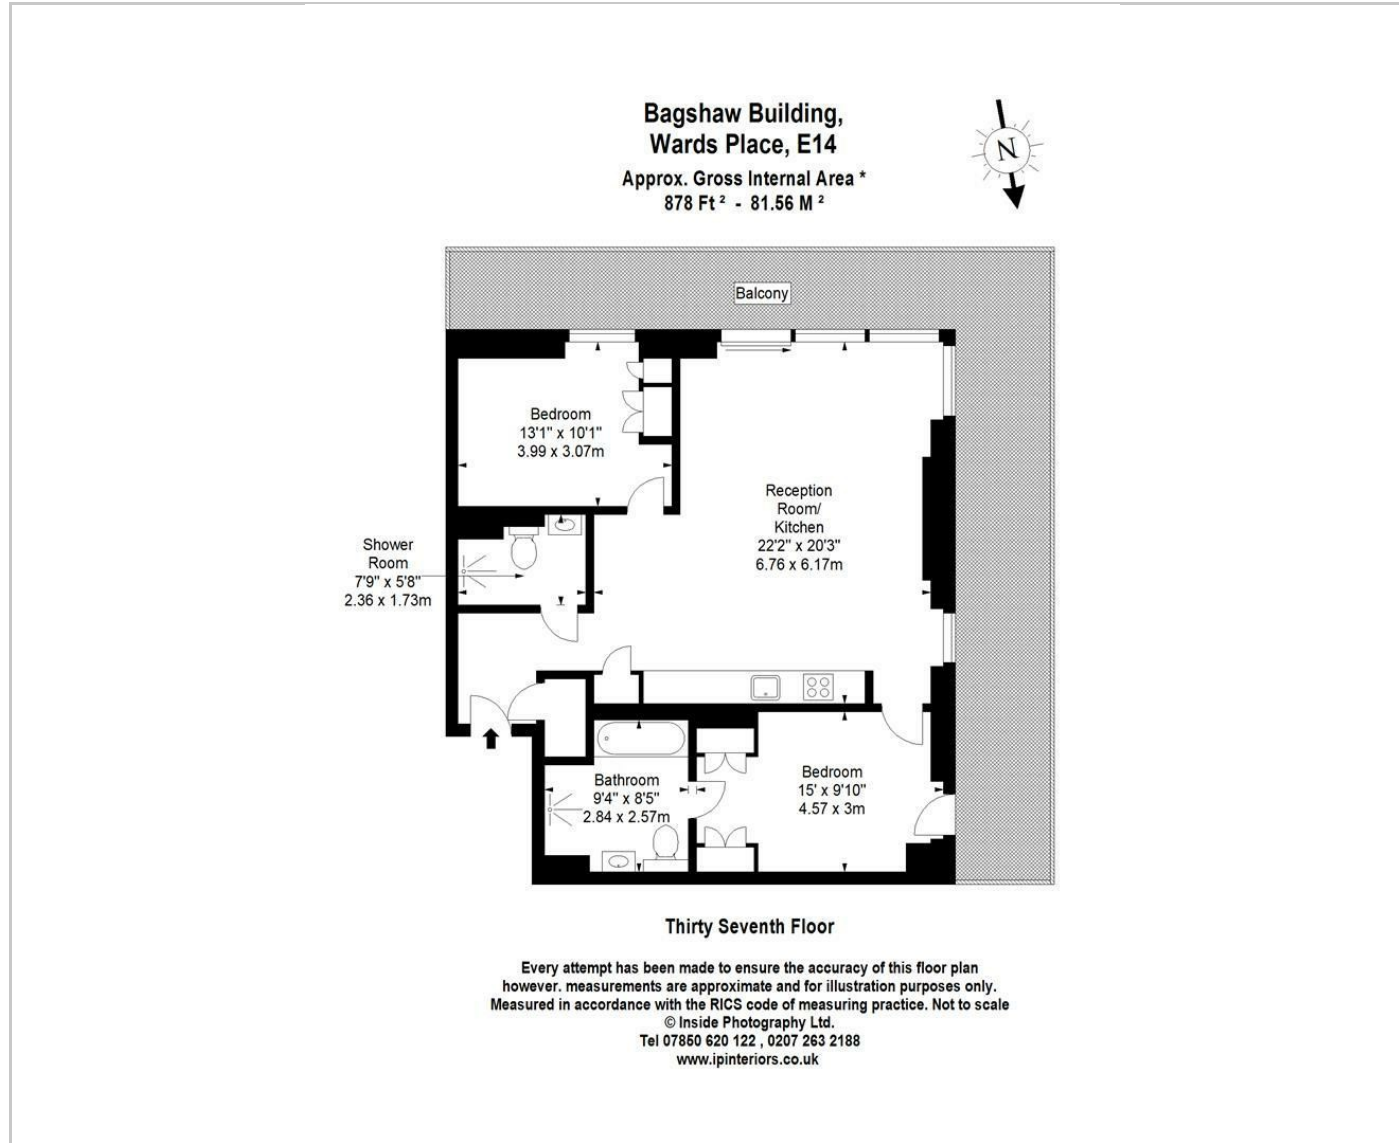 Bagshaw Building,
Wards Place, E14
Approx. Gross Internal Area *
878 Ft ² - 81.56 M ²
N
Balcony
Bedroom
13'1" x 10'1"
3.99 x 3.07m
Reception
Room/
Kitchen
22'2" x 20'3"
6.76 x 6.17m
Shower
Room
7'9" x 5'8"
2.36 x 1.73m
Bathroom
9'4" x 8'5"
2.84 x 2.57m
Bedroom
15' x 9'10"
4.57 x 3m
Thirty Seventh Floor
Every attempt has been made to ensure the accuracy of this floor plan
however. measurements are approximate and for illustration purposes only.
Measured in accordance with the RICS code of measuring practice. Not to scale
© Inside Photography Ltd.
Tel 07850 620 122 , 0207 263 2188
www.ipinteriors.co.uk